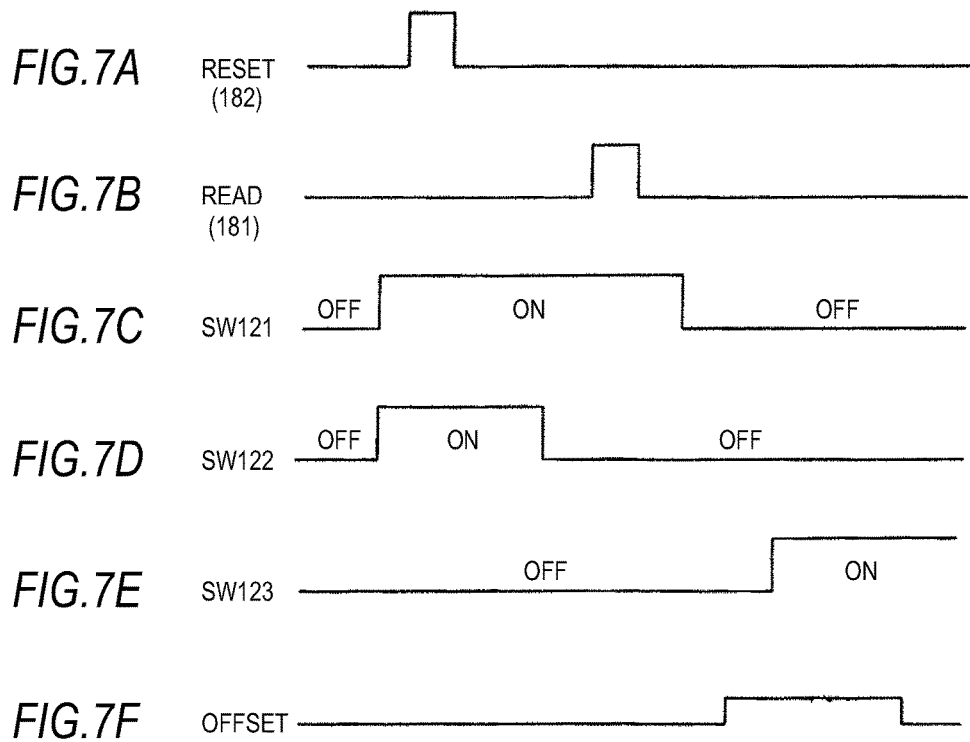 FIG.7A RESET
(182)
FIG.7B READ
(181)
FIG.7C SW121 OFF ON OFF
FIG.7D SW122 OFF ON OFF
FIG.7E SW123 OFF ON
FIG.7F OFFSET